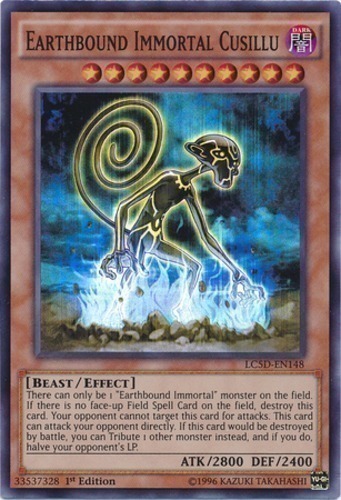 EARTHBOUND IMMORTAL CUSILLU
DARK
闇
LC5D-EN148
[BEAST / EFFECT]
There can only be 1 "Earthbound Immortal" monster on the field.
If there is no face-up Field Spell Card on the field, destroy this
card. Your opponent cannot target this card for attacks. This card
can attack your opponent directly. If this card would be destroyed
by battle, you can Tribute 1 other monster instead, and if you do,
halve your opponent's LP.
ATK/2800 DEF/2400
33537328 1st Edition ©1996 KAZUKI TAKAHASHI